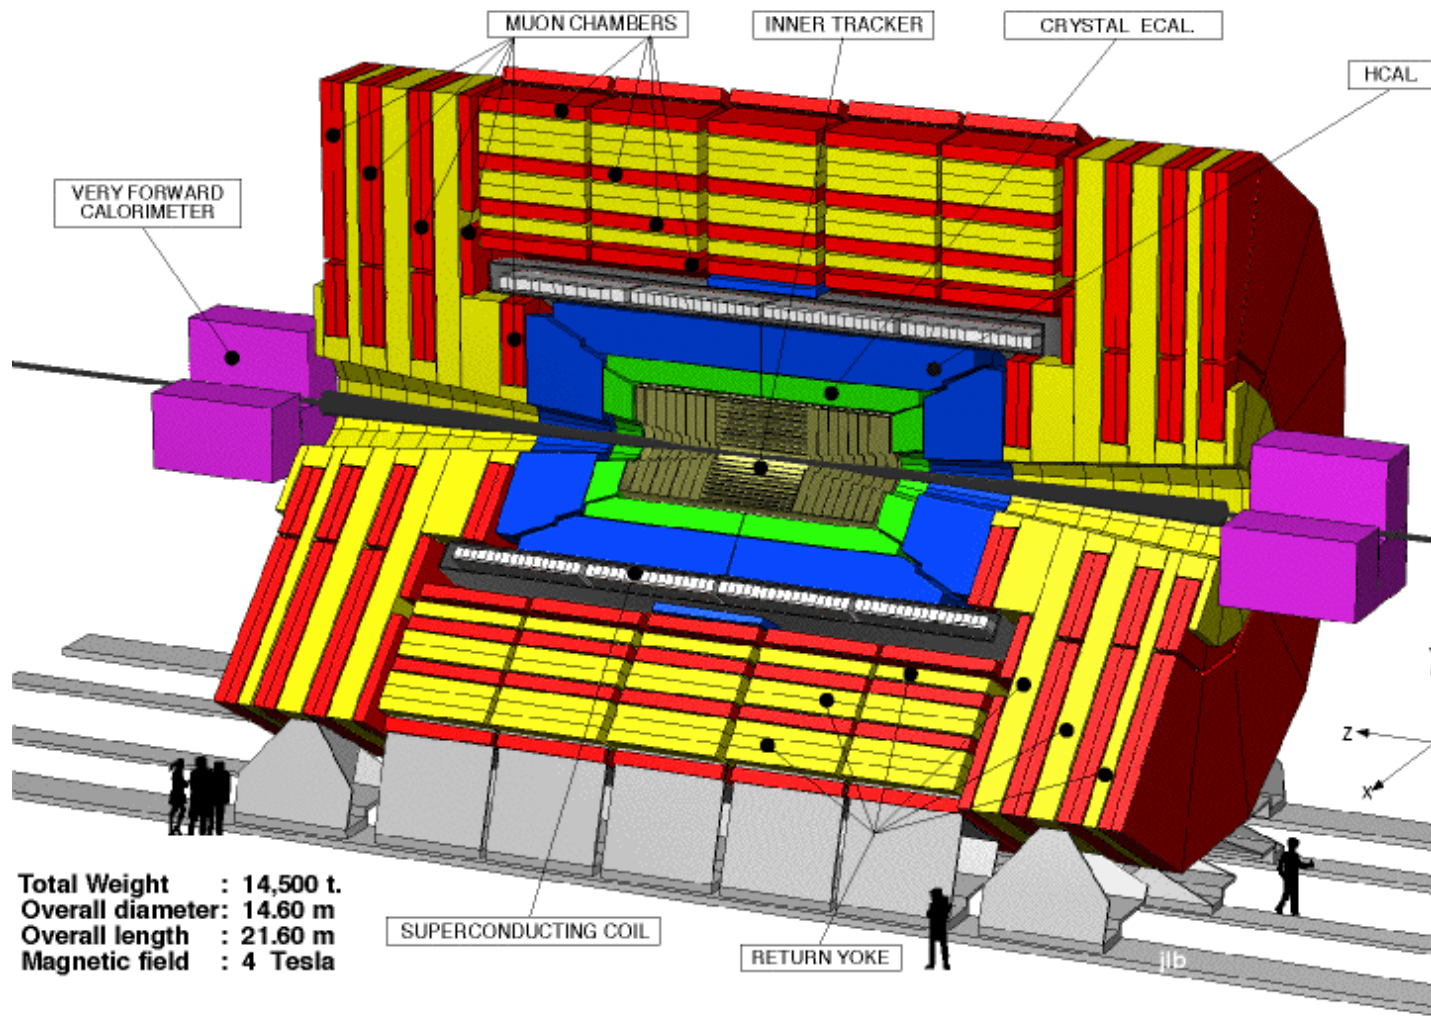 MUON CHAMBERS
INNER TRACKER
CRYSTAL ECAL.
HCAL
VERY FORWARD
CALORIMETER
Z
X
Total Weight : 14,500 t.
Overall diameter: 14.60 m
Overall length : 21.60 m
Magnetic field : 4 Tesla
SUPERCONDUCTING COIL
RETURN YOKE
jlb